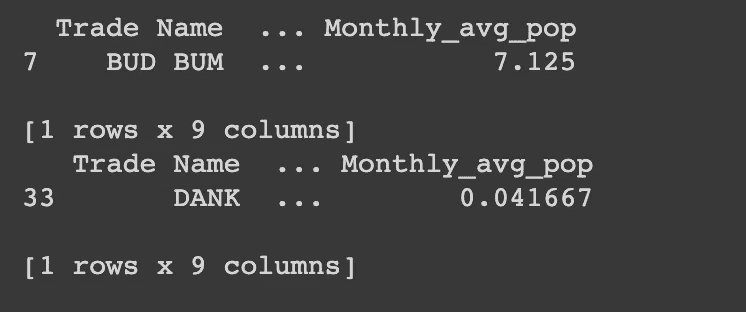 Trade Name ... Monthly_avg_pop
7 BUD BUM ... 7.125
[1 rows x 9 columns]
Trade Name ... Monthly_avg_pop
33 DANK ... 0.041667
[1 rows x 9 columns]